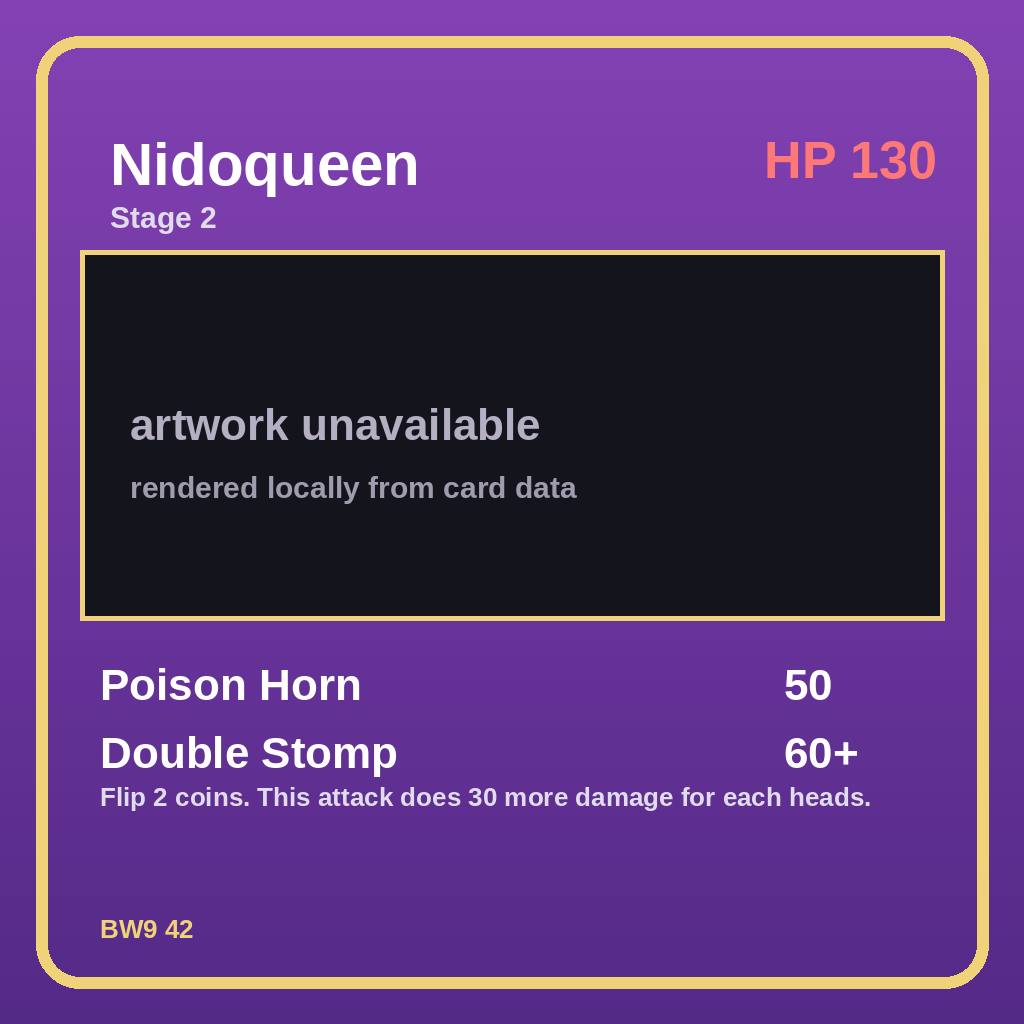 Nidoqueen
HP 130
Stage 2
artwork unavailable
rendered locally from card data
Poison Horn 50
Double Stomp 60+
Flip 2 coins. This attack does 30 more damage for each heads.
BW9 42